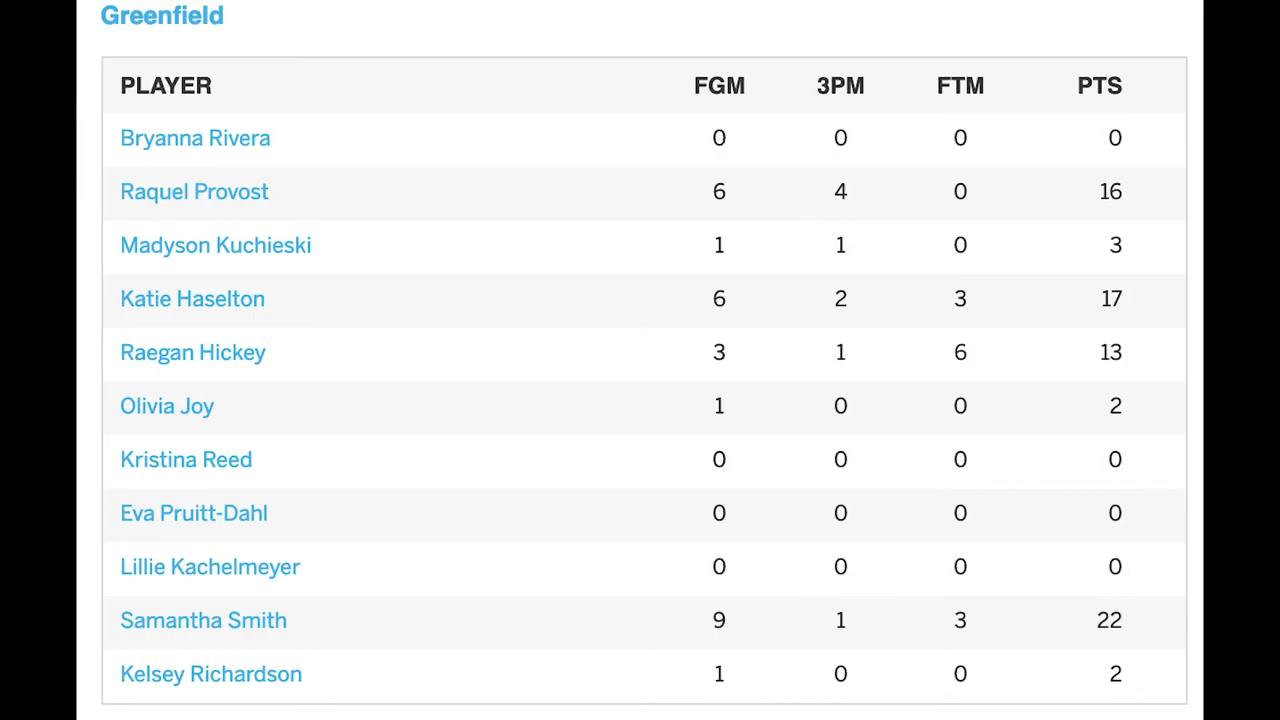 Greenfield
PLAYER FGM 3PM FTM PTS
Bryanna Rivera 0 0 0 0
Raquel Provost 6 4 0 16
Madyson Kuchieski 1 1 0 3
Katie Haselton 6 2 3 17
Raegan Hickey 3 1 6 13
Olivia Joy 1 0 0 2
Kristina Reed 0 0 0 0
Eva Pruitt-Dahl 0 0 0 0
Lillie Kachelmeyer 0 0 0 0
Samantha Smith 9 1 3 22
Kelsey Richardson 1 0 0 2